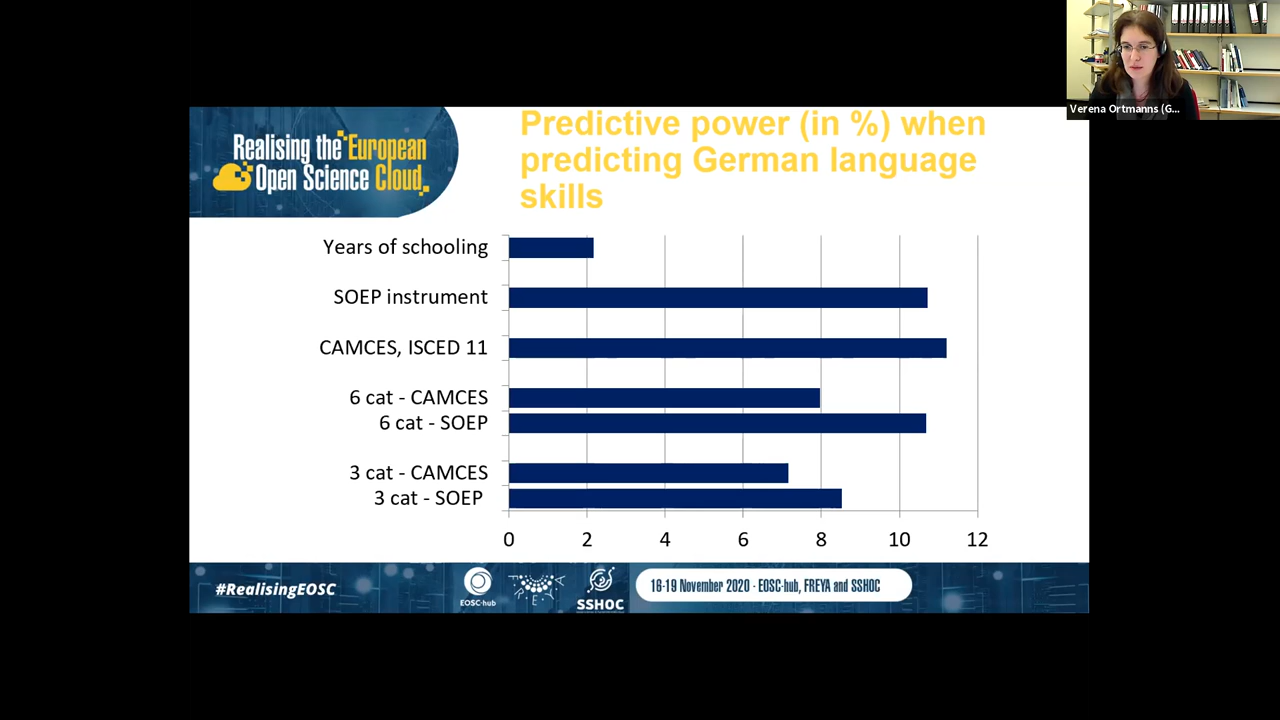 Verena Ortmanns (G...
Realising the European
Open Science Cloud
Predictive power (in %) when
predicting German language
skills
Years of schooling
SOEP instrument
CAMCES, ISCED 11
6 cat - CAMCES
6 cat - SOEP
3 cat - CAMCES
3 cat - SOEP
0 2 4 6 8 10 12
#RealisingEOSC
EOSC-hub
FREYA
SSHOC
16-19 November 2020 · EOSC-hub, FREYA and SSHOC